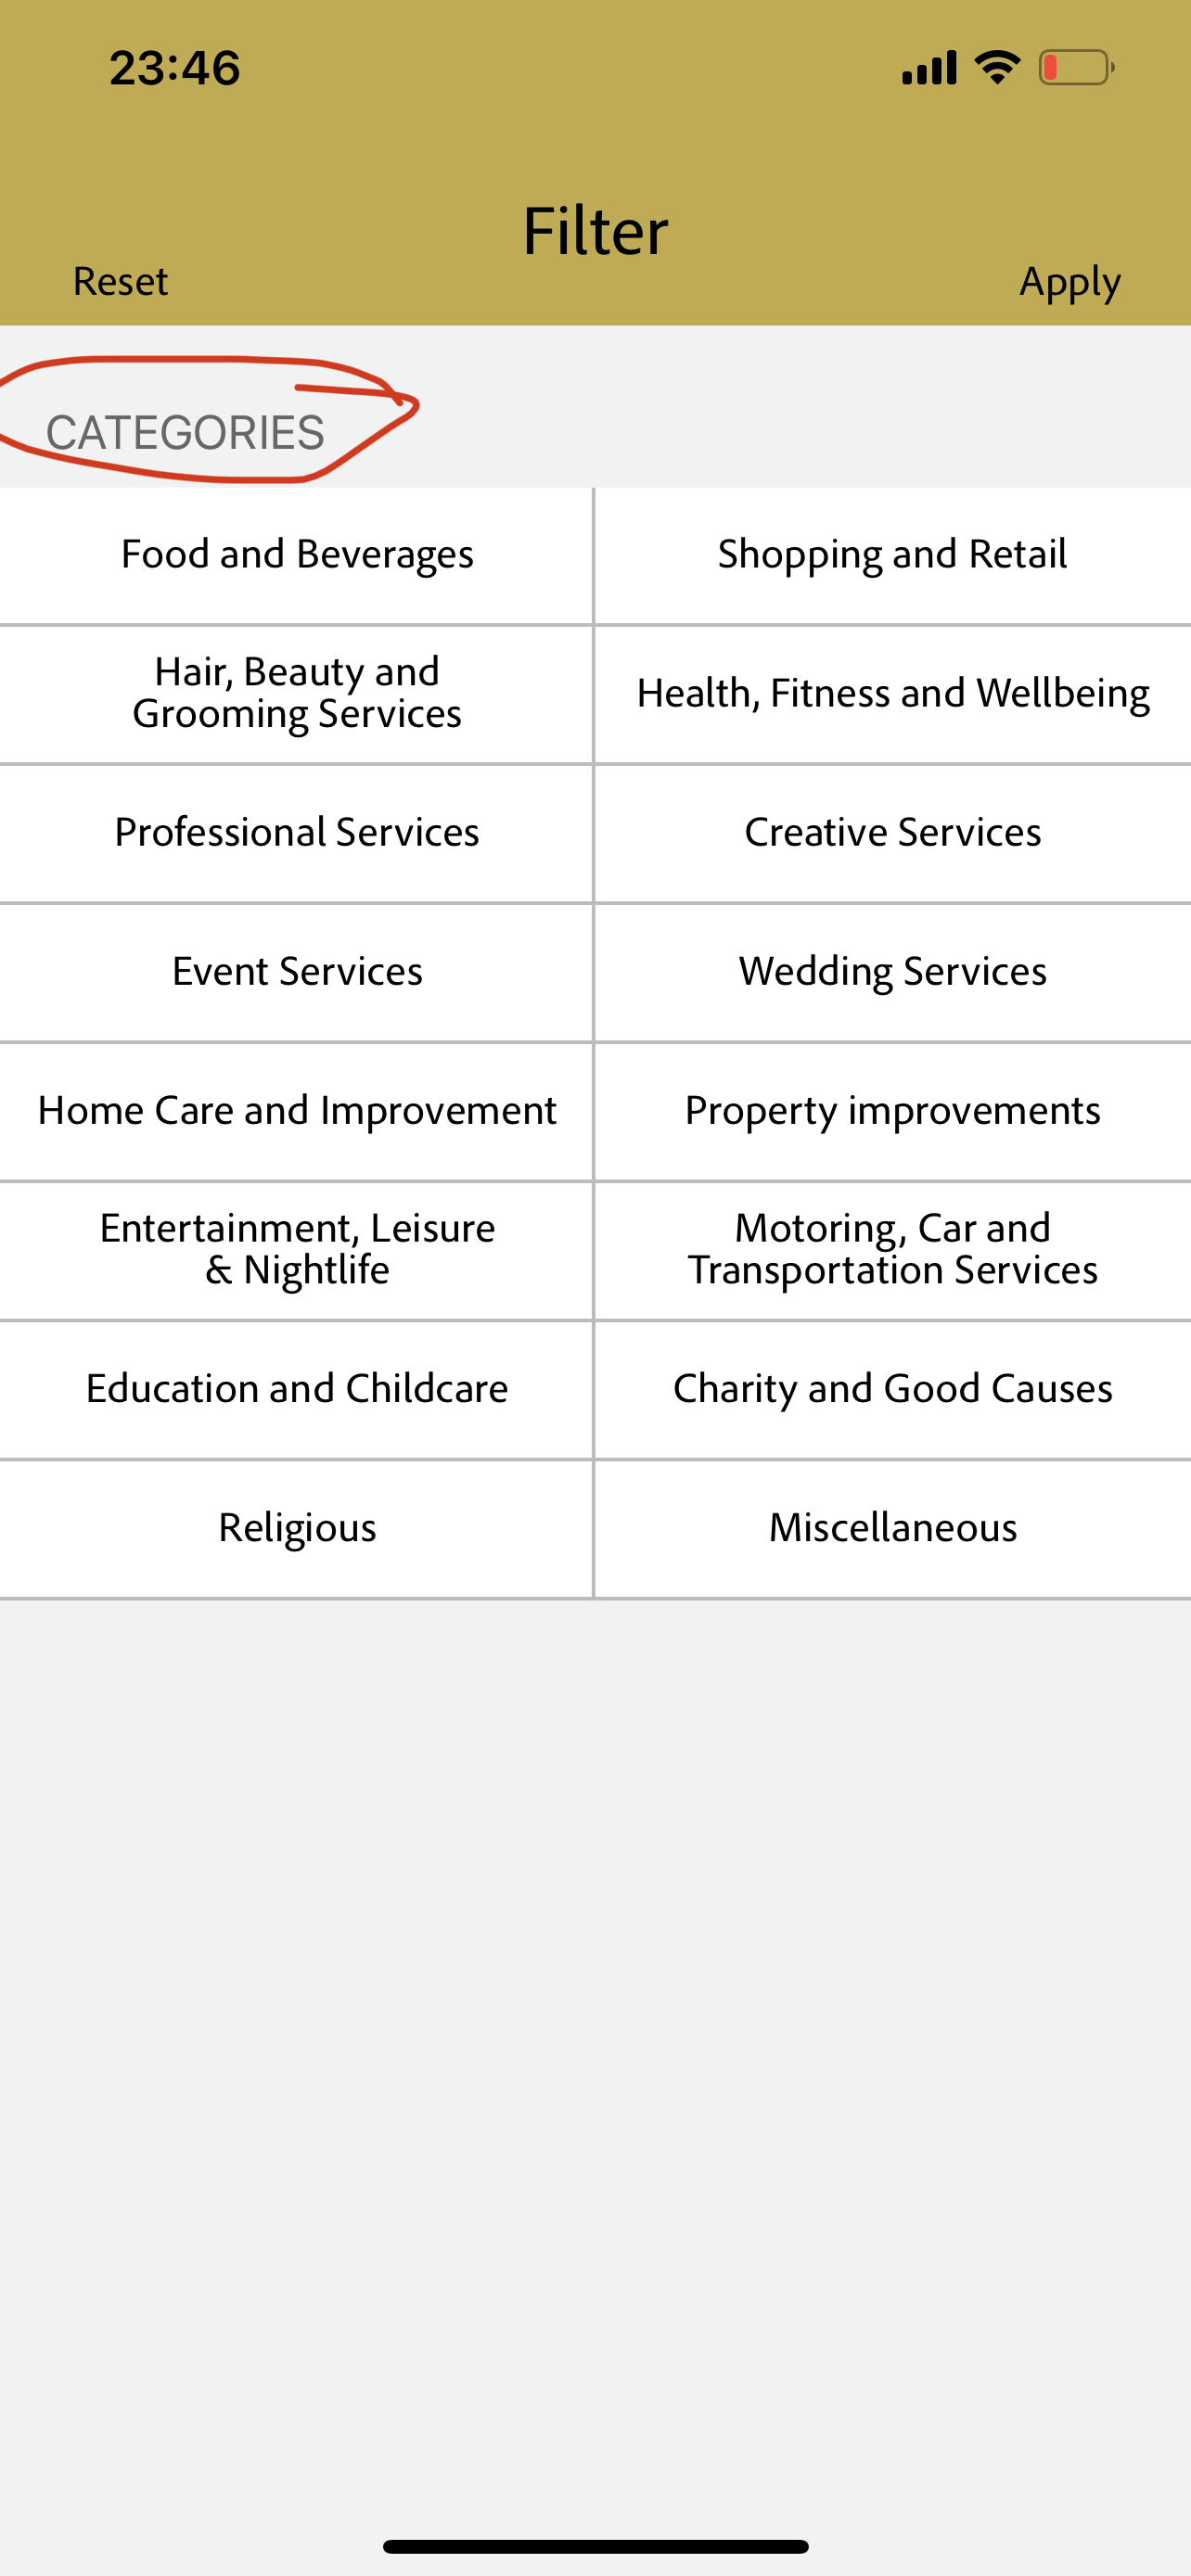 23:46
Filter
Reset Apply
CATEGORIES
Food and Beverages
Shopping and Retail
Hair, Beauty and
Grooming Services
Health, Fitness and Wellbeing
Professional Services
Creative Services
Event Services
Wedding Services
Home Care and Improvement
Property improvements
Entertainment, Leisure
& Nightlife
Motoring, Car and
Transportation Services
Education and Childcare
Charity and Good Causes
Religious
Miscellaneous